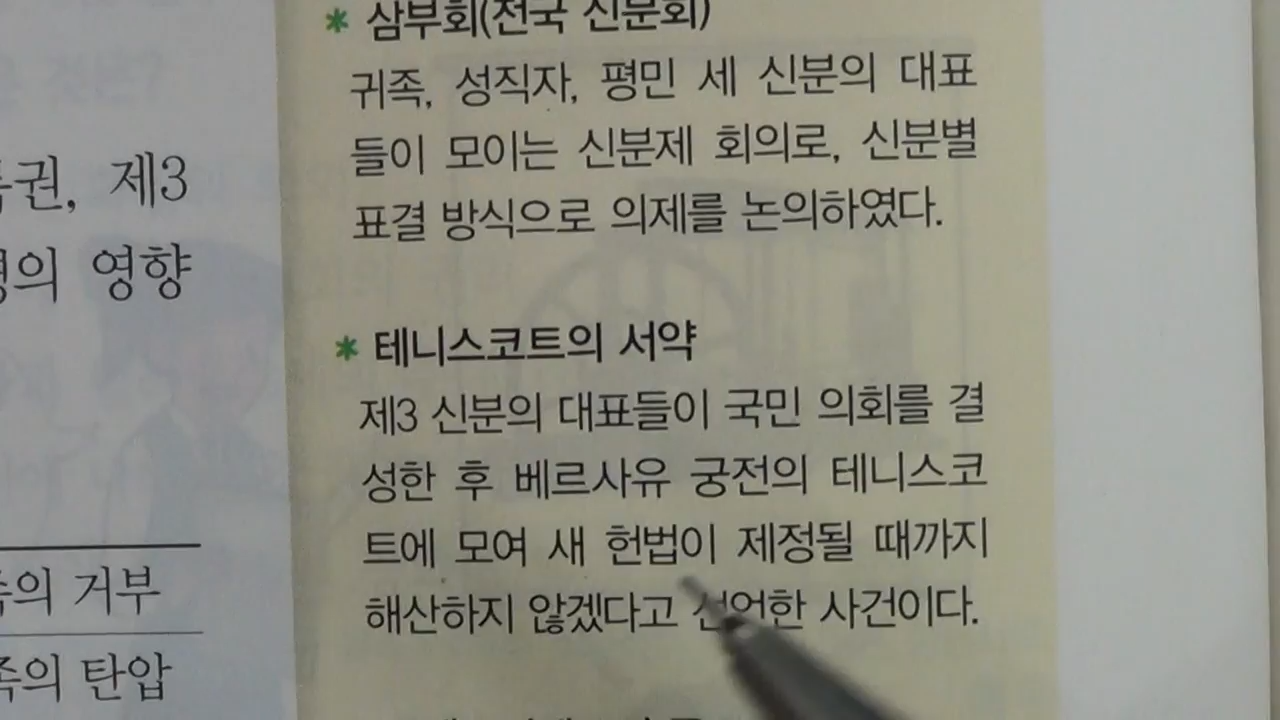 * 삼부회(전국 신분회)
귀족, 성직자, 평민 세 신분의 대표
들이 모이는 신분제 회의로, 신분별
표결 방식으로 의제를 논의하였다.
* 테니스코트의 서약
제3 신분의 대표들이 국민 의회를 결
성한 후 베르사유 궁전의 테니스코
트에 모여 새 헌법이 제정될 때까지
해산하지 않겠다고 선언한 사건이다.
제3
의 영향
의 거부
의 탄압